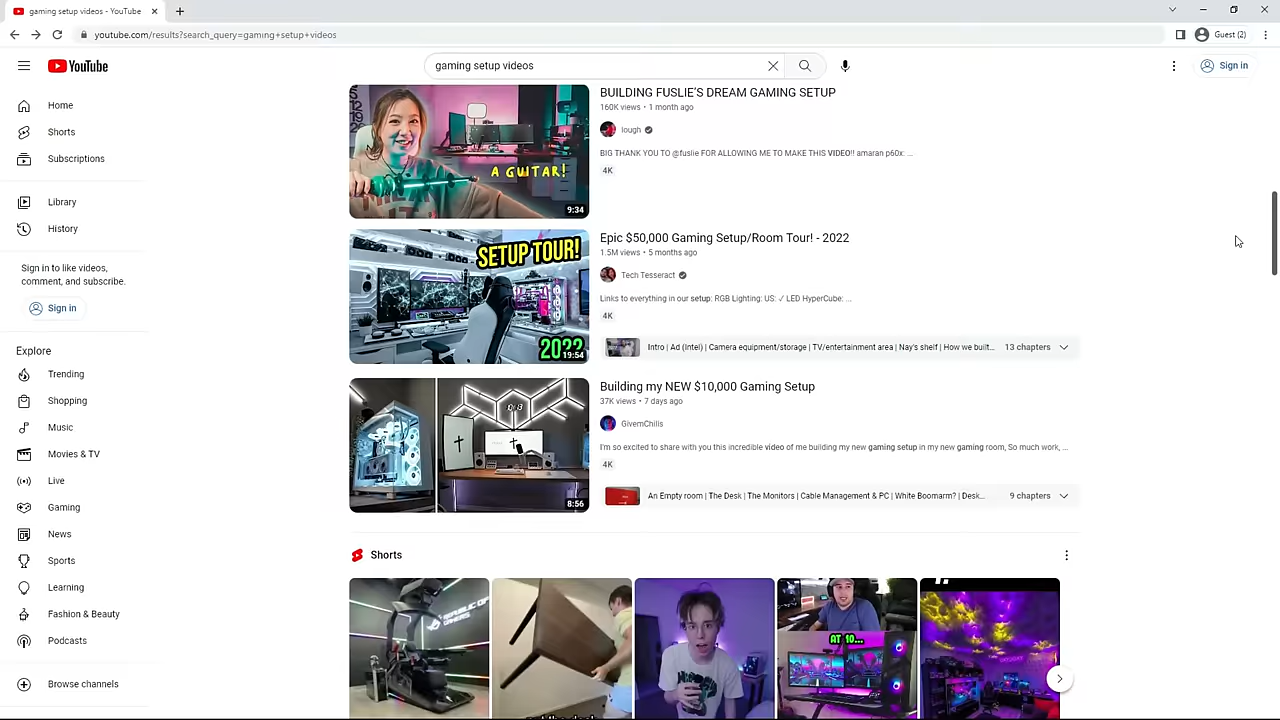 gaming setup videos - YouTube
youtube.com/results?search_query=gaming+setup+videos
Guest (2)
YouTube
gaming setup videos
Sign in
Home
Shorts
Subscriptions
Library
History
Sign in to like videos,
comment, and subscribe.
Sign in
Explore
Trending
Shopping
Music
Movies & TV
Live
Gaming
News
Sports
Learning
Fashion & Beauty
Podcasts
Browse channels
A GUITAR!
9:34
BUILDING FUSLIE'S DREAM GAMING SETUP
160K views • 1 month ago
lough
BIG THANK YOU TO @fuslie FOR ALLOWING ME TO MAKE THIS VIDEO!! amaran p60x: ...
4K
SETUP TOUR!
2022
19:54
Epic $50,000 Gaming Setup/Room Tour! - 2022
1.5M views • 5 months ago
Tech Tesseract
Links to everything in our setup: RGB Lighting: US: ✓ LED HyperCube: ...
4K
Intro | Ad (Intel) | Camera equipment/storage | TV/entertainment area | Nay's shelf | How we built...
13 chapters
8:56
Building my NEW $10,000 Gaming Setup
37K views • 7 days ago
GivemChills
I'm so excited to share with you this incredible video of me building my new gaming setup in my new gaming room, So much work, ...
4K
An Empty room | The Desk | The Monitors | Cable Management & PC | White Boomarm? | Desk...
9 chapters
Shorts
REPUBLIC OF
GAMERS
AT 10...